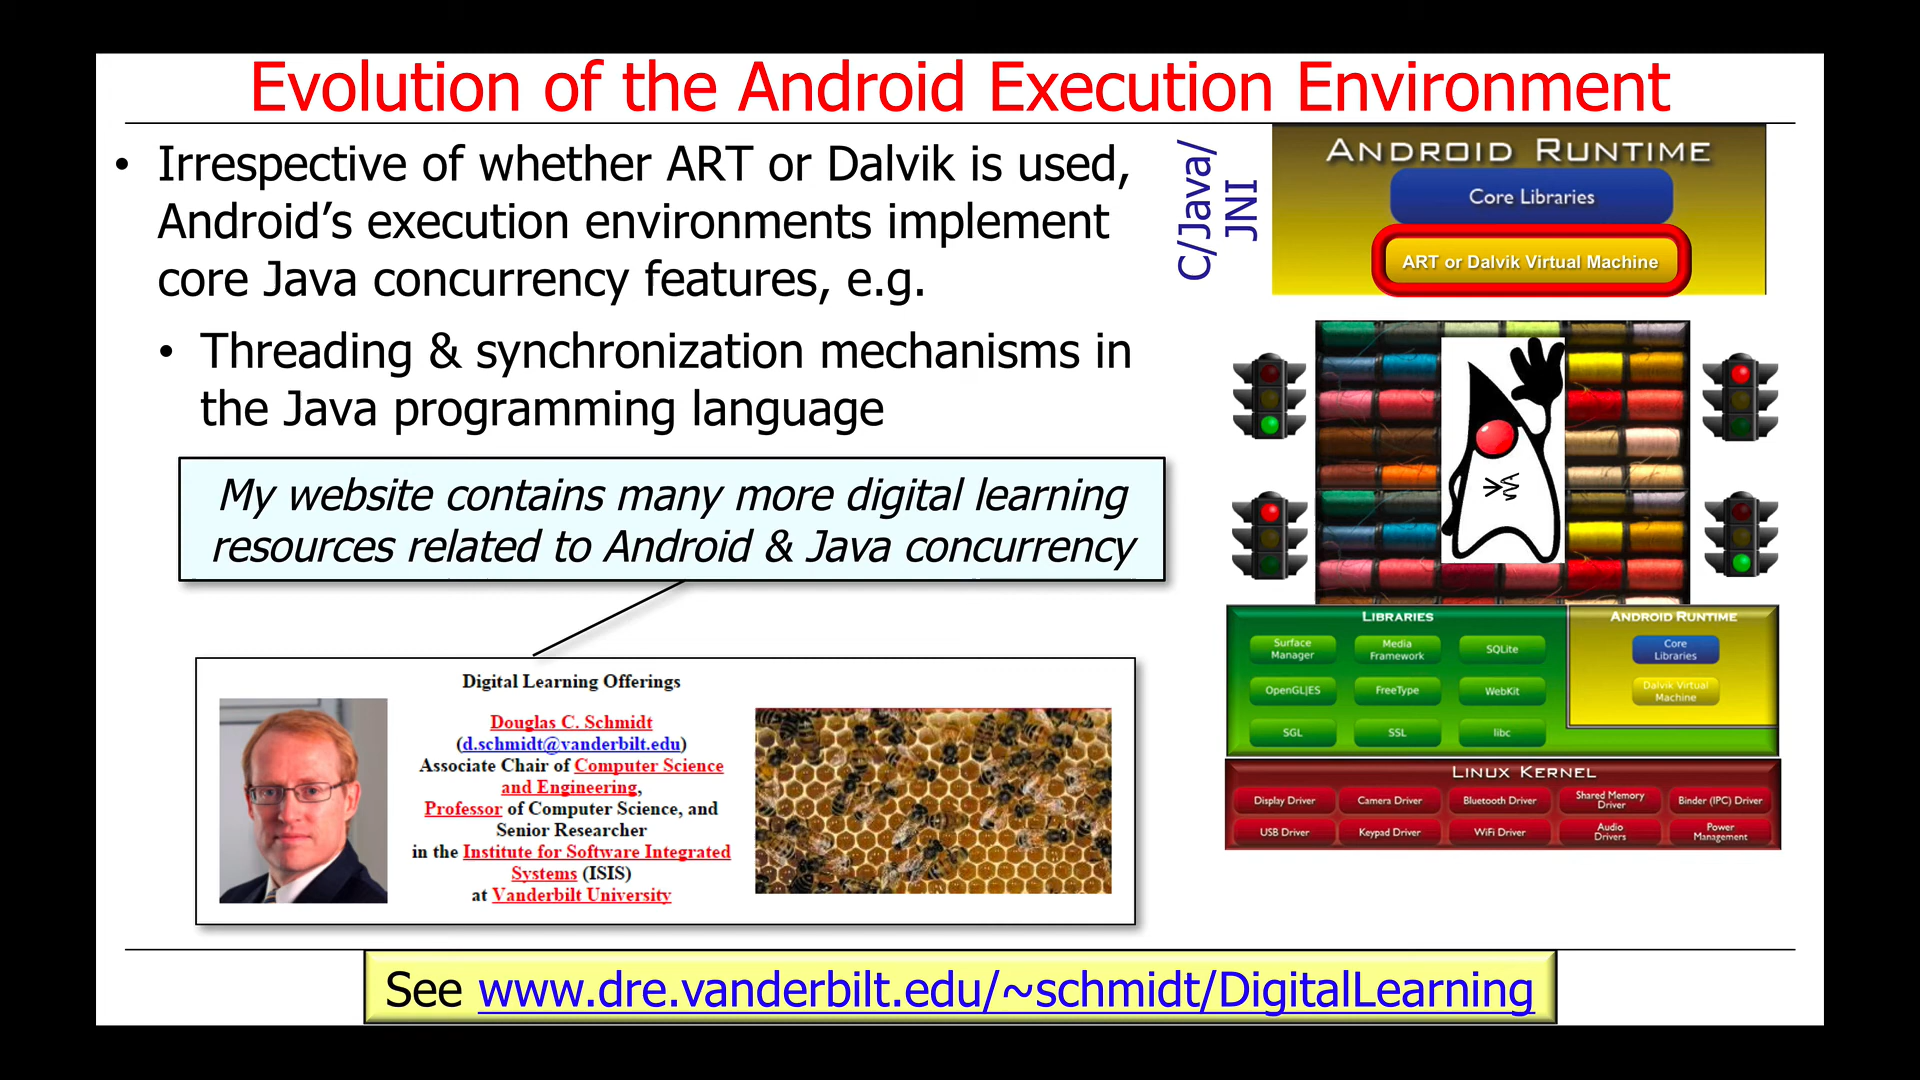 Evolution of the Android Execution Environment
• Irrespective of whether ART or Dalvik is used,
Android’s execution environments implement
core Java concurrency features, e.g.
• Threading & synchronization mechanisms in
the Java programming language
My website contains many more digital learning
resources related to Android & Java concurrency
Digital Learning Offerings
Douglas C. Schmidt
(d.schmidt@vanderbilt.edu)
Associate Chair of Computer Science
and Engineering,
Professor of Computer Science, and
Senior Researcher
in the Institute for Software Integrated
Systems (ISIS)
at Vanderbilt University
C/Java/
JNI
ANDROID RUNTIME
Core Libraries
ART or Dalvik Virtual Machine
LIBRARIES
Surface
Manager
Media
Framework
SQLite
OpenGL|ES
FreeType
WebKit
SGL
SSL
libc
ANDROID RUNTIME
Core
Libraries
Dalvik Virtual
Machine
LINUX KERNEL
Display Driver
Camera Driver
Bluetooth Driver
Shared Memory
Driver
Binder (IPC) Driver
USB Driver
Keypad Driver
WiFi Driver
Audio
Drivers
Power
Management
See www.dre.vanderbilt.edu/~schmidt/DigitalLearning